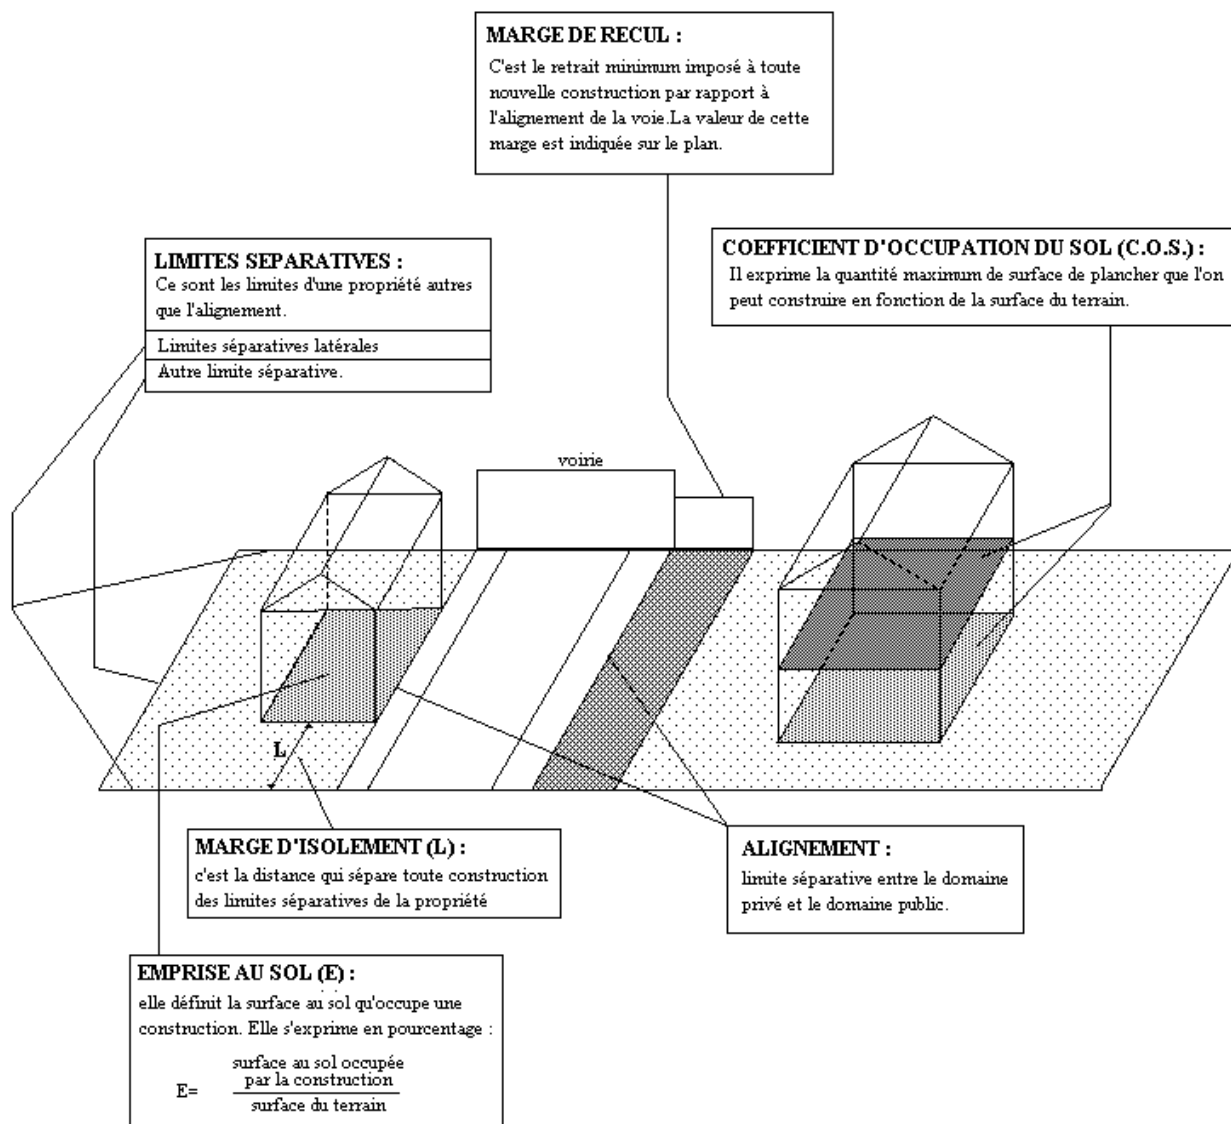 MARGE DE RECUL :
C'est le retrait minimum imposé à toute
nouvelle construction par rapport à
l'alignement de la voie.La valeur de cette
marge est indiquée sur le plan.
LIMITES SEPARATIVES :
Ce sont les limites d'une propriété autres
que l'alignement.
Limites séparatives latérales
Autre limite séparative.
COEFFICIENT D'OCCUPATION DU SOL (C.O.S.) :
Il exprime la quantité maximum de surface de plancher que l'on
peut construire en fonction de la surface du terrain.
voirie
L
MARGE D'ISOLEMENT (L) :
c'est la distance qui sépare toute construction
des limites séparatives de la propriété
ALIGNEMENT :
limite séparative entre le domaine
privé et le domaine public.
EMPRISE AU SOL (E) :
elle définit la surface au sol qu'occupe une
construction. Elle s'exprime en pourcentage :
surface au sol occupée
par la construction
E=
surface du terrain